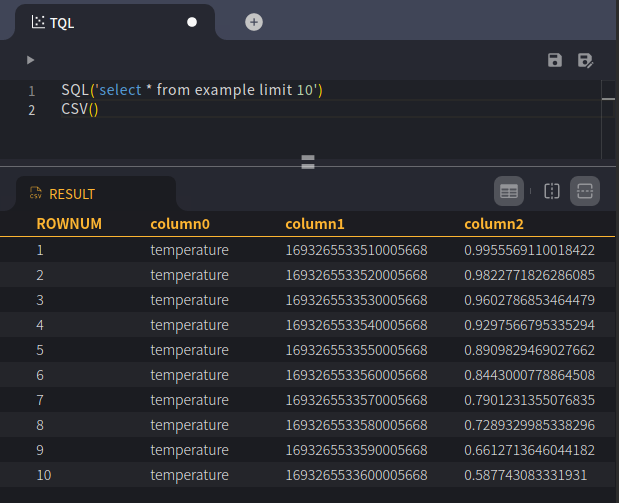 TQL
1 SQL('select * from example limit 10')
2 CSV()
CSV RESULT
ROWNUM column0 column1 column2
1 temperature 1693265533510005668 0.9955569110018422
2 temperature 1693265533520005668 0.9822771826286085
3 temperature 1693265533530005668 0.9602786853464479
4 temperature 1693265533540005668 0.9297566795335294
5 temperature 1693265533550005668 0.8909829469027662
6 temperature 1693265533560005668 0.8443000778864508
7 temperature 1693265533570005668 0.7901231355076835
8 temperature 1693265533580005668 0.7289329985338296
9 temperature 1693265533590005668 0.6612713646044182
10 temperature 1693265533600005668 0.587743083331931